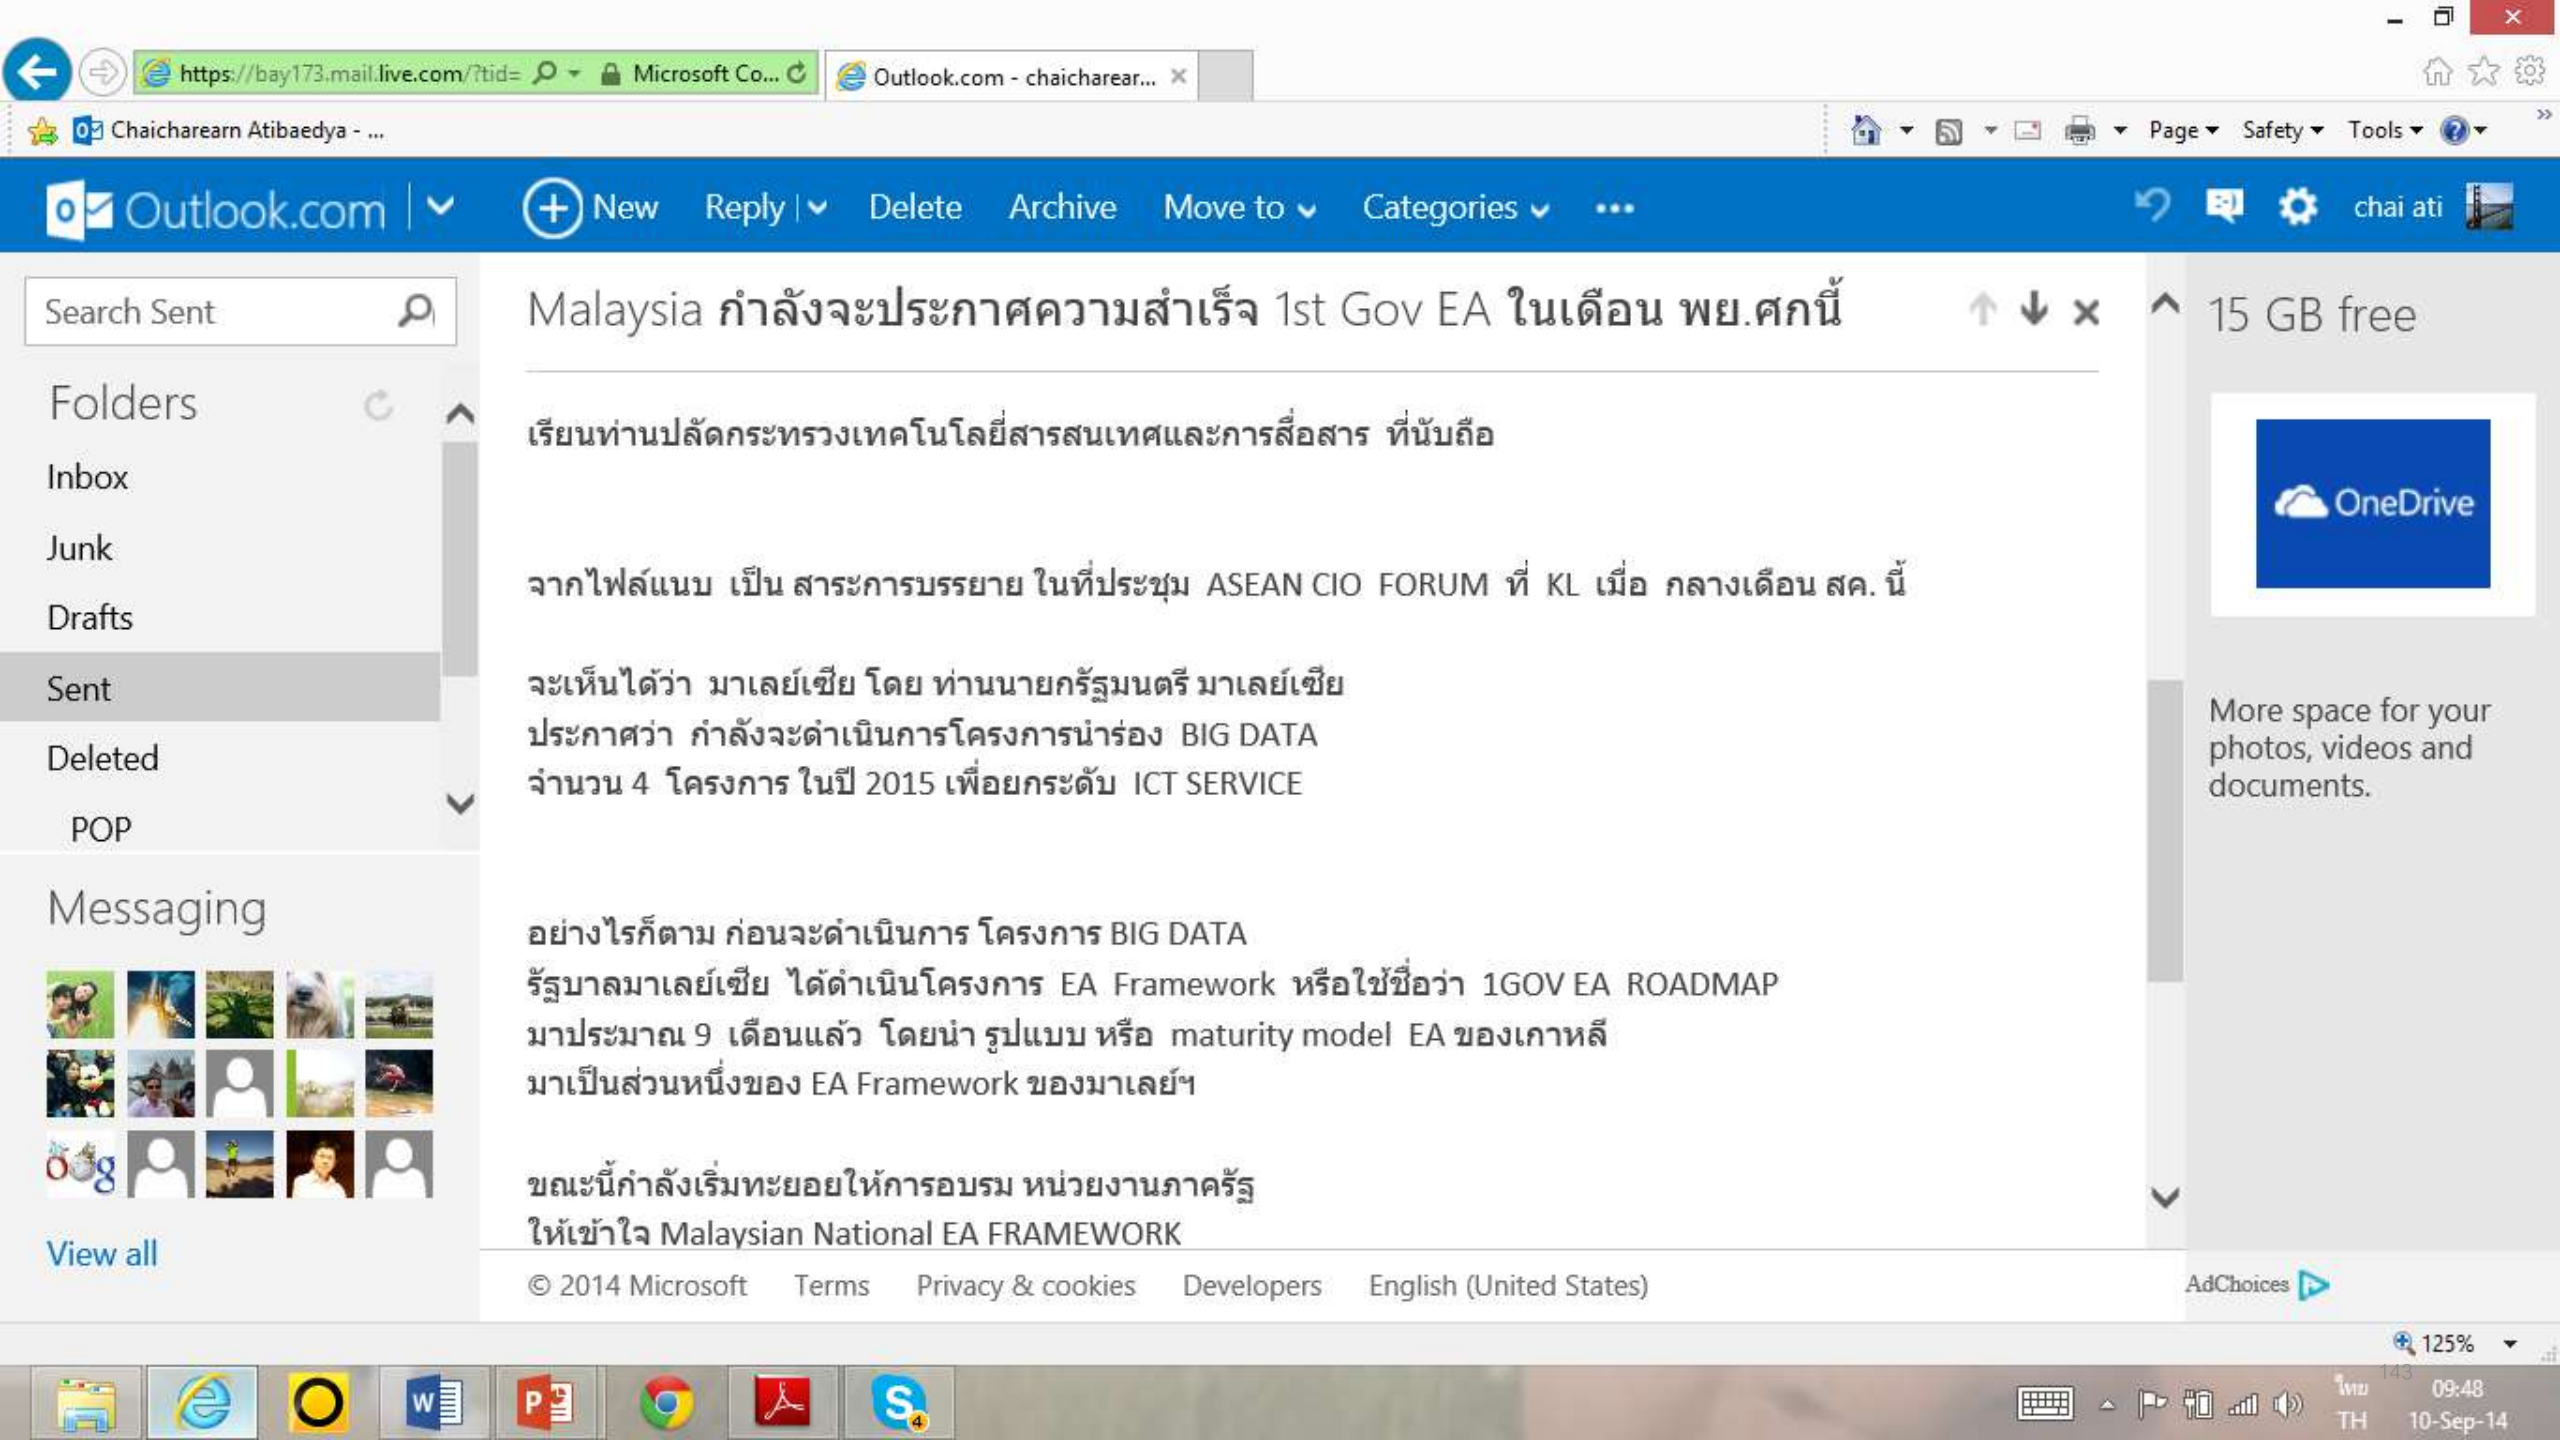 https://bay173.mail.live.com/?tid=
Microsoft Co...
Outlook.com - chaicharear...
Chaicharearn Atibaedya - ...
Page
Safety
Tools
Outlook.com
New
Reply
Delete
Archive
Move to
Categories
chai ati
Search Sent
Folders
Inbox
Junk
Drafts
Sent
Deleted
POP
Messaging
View all
Malaysia กำลังจะประกาศความสำเร็จ 1st Gov EA ในเดือน พย.ศกนี้
เรียนท่านปลัดกระทรวงเทคโนโลยี่สารสนเทศและการสื่อสาร ที่นับถือ
จากไฟล์แนบ เป็น สาระการบรรยาย ในที่ประชุม ASEAN CIO FORUM ที่ KL เมื่อ กลางเดือน สค. นี้
จะเห็นได้ว่า มาเลย์เซีย โดย ท่านนายกรัฐมนตรี มาเลย์เซีย
ประกาศว่า กำลังจะดำเนินการโครงการนำร่อง BIG DATA
จำนวน 4 โครงการ ในปี 2015 เพื่อยกระดับ ICT SERVICE
อย่างไรก็ตาม ก่อนจะดำเนินการ โครงการ BIG DATA
รัฐบาลมาเลย์เซีย ได้ดำเนินโครงการ EA Framework หรือใช้ชื่อว่า 1GOV EA ROADMAP
มาประมาณ 9 เดือนแล้ว โดยนำ รูปแบบ หรือ maturity model EA ของเกาหลี
มาเป็นส่วนหนึ่งของ EA Framework ของมาเลย์ฯ
ขณะนี้กำลังเริ่มทะยอยให้การอบรม หน่วยงานภาครัฐ
ให้เข้าใจ Malaysian National EA FRAMEWORK
© 2014 Microsoft
Terms
Privacy & cookies
Developers
English (United States)
15 GB free
OneDrive
More space for your
photos, videos and
documents.
AdChoices
125%
143
ไทย
TH
09:48
10-Sep-14